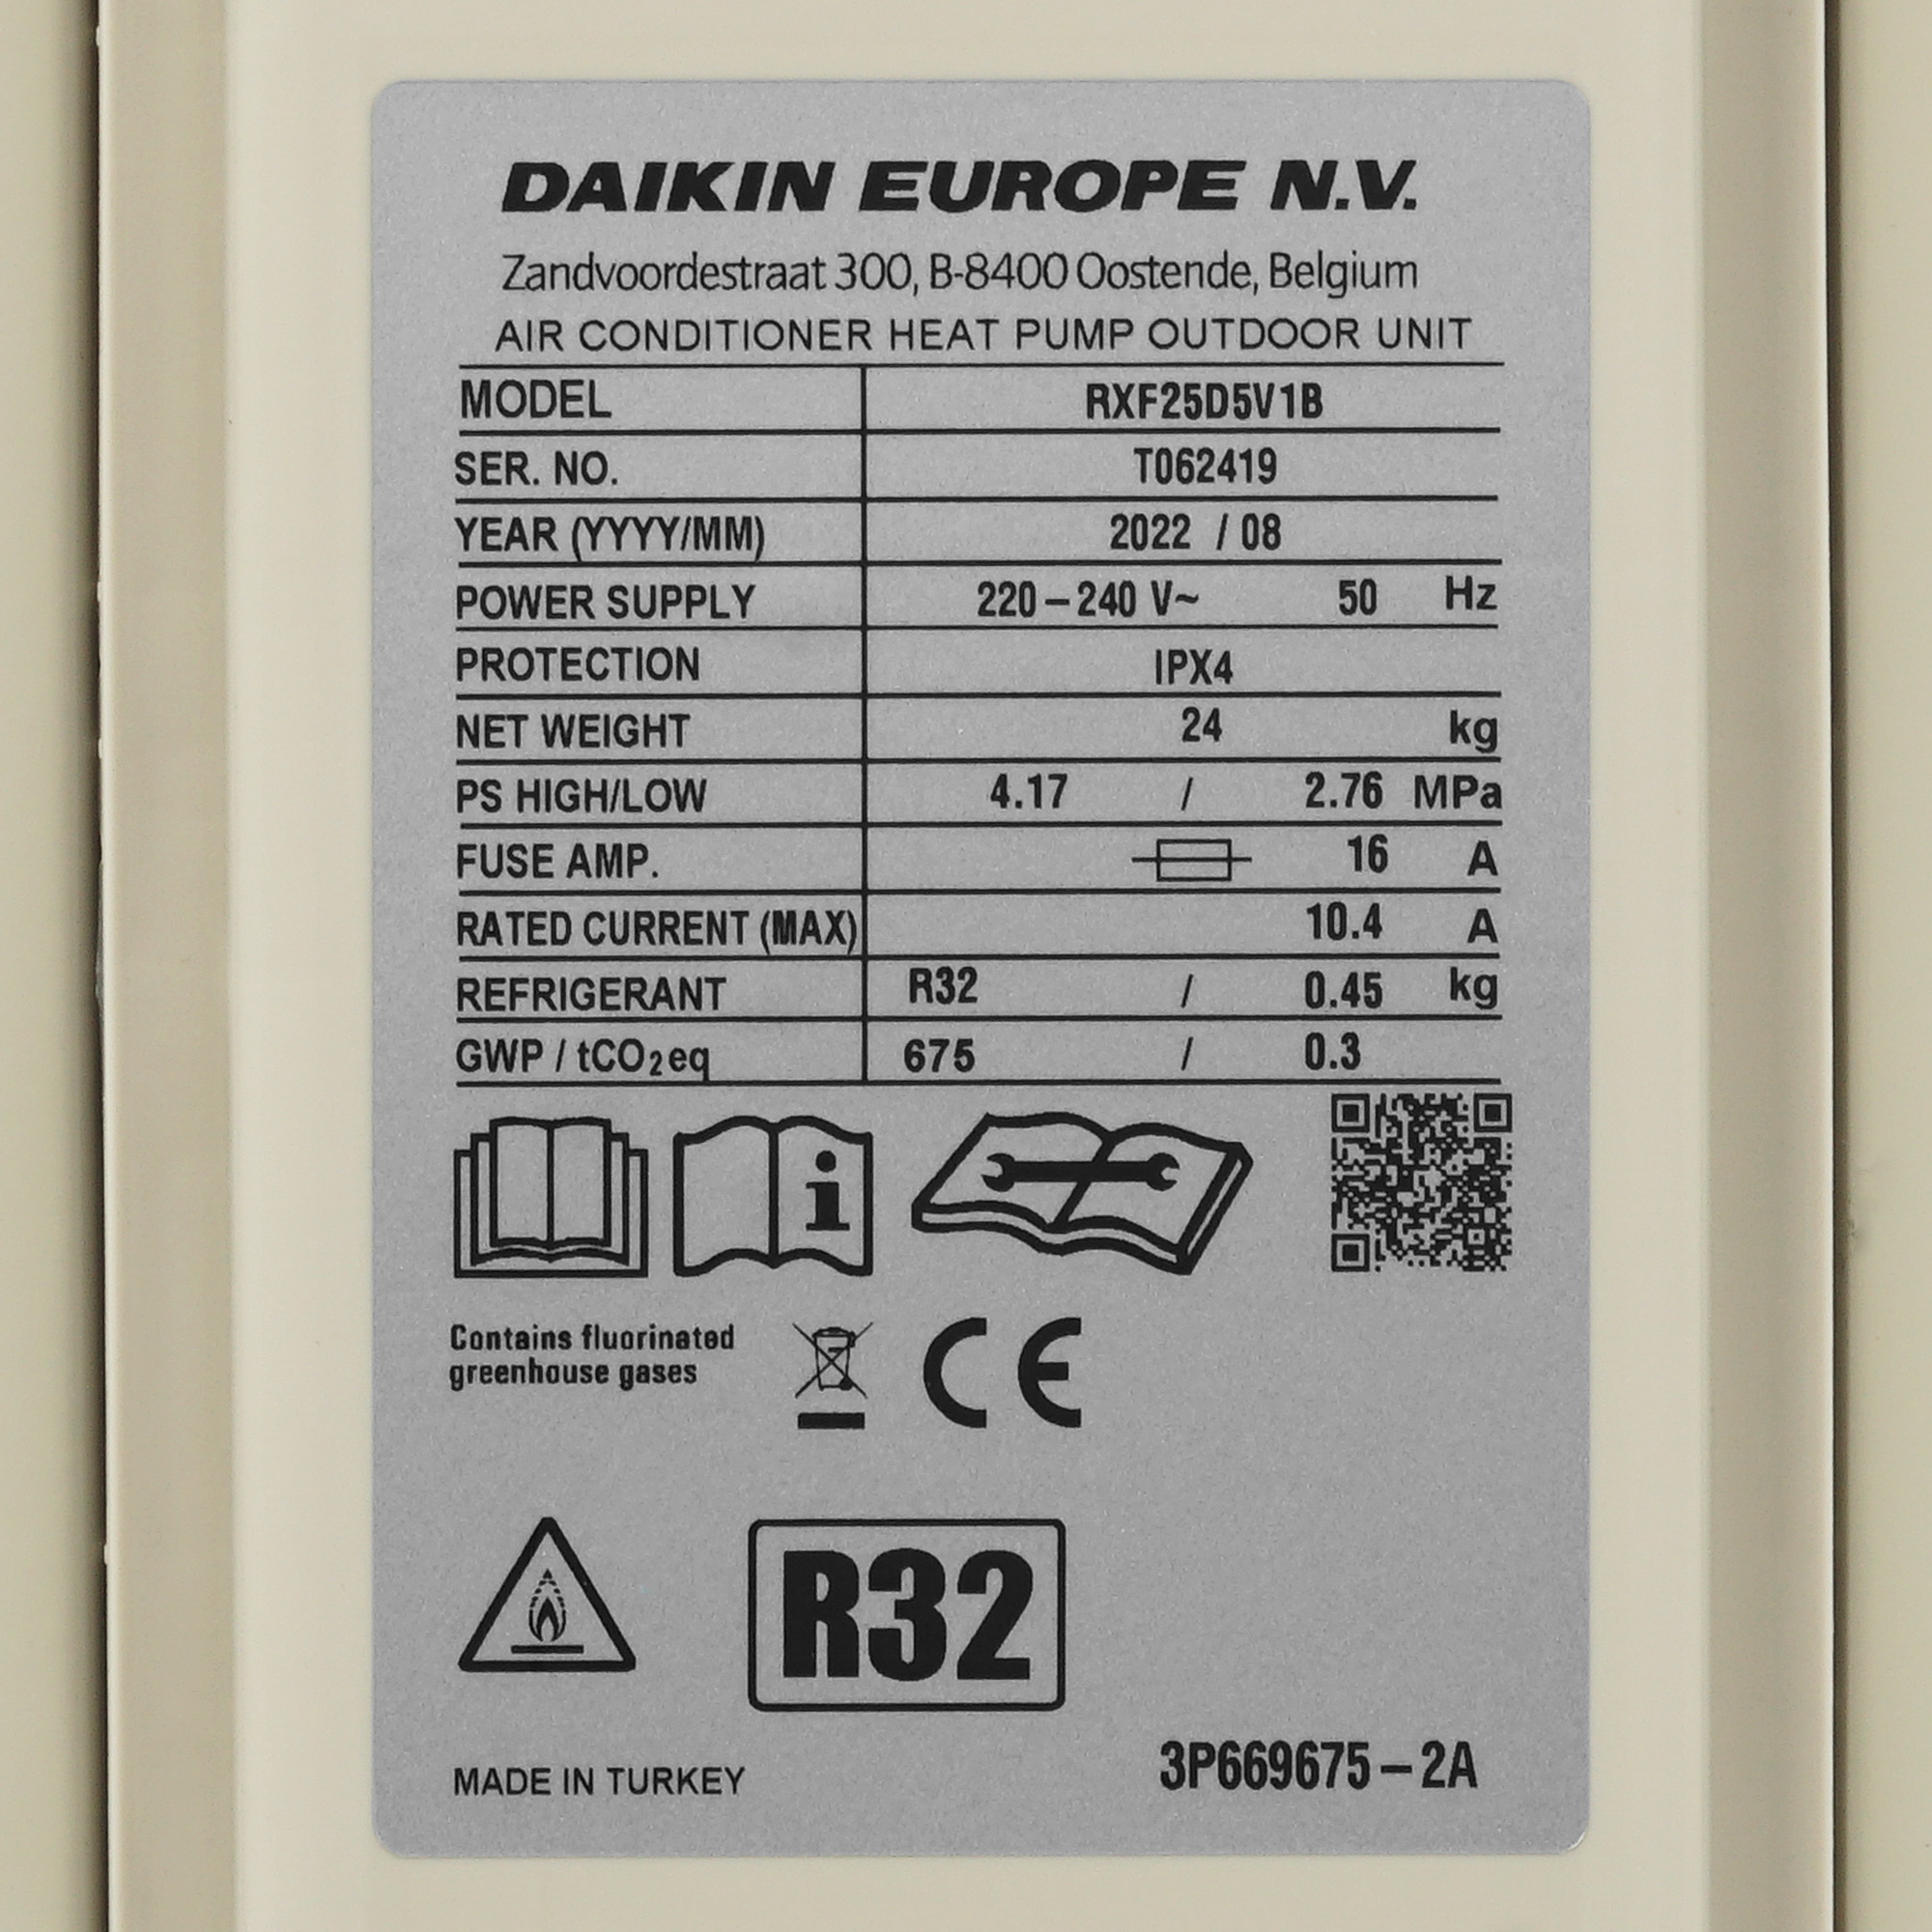 DAIKIN EUROPE N.V.
Zandvoordestraat 300, B-8400 Oostende, Belgium
AIR CONDITIONER HEAT PUMP OUTDOOR UNIT
MODEL RXF25D5V1B
SER. NO. T062419
YEAR (YYYY/MM) 2022 / 08
POWER SUPPLY 220 – 240 V~ 50 Hz
PROTECTION IPX4
NET WEIGHT 24 kg
PS HIGH/LOW 4.17 / 2.76 MPa
FUSE AMP. 16 A
RATED CURRENT (MAX) 10.4 A
REFRIGERANT R32 / 0.45 kg
GWP / tCO₂eq 675 / 0.3
i
Contains fluorinated
greenhouse gases
CE
R32
MADE IN TURKEY
3P669675 – 2A